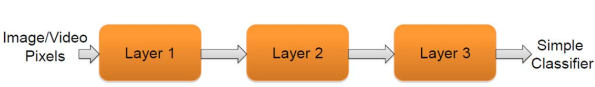 Image/Video
Pixels
Layer 1
Layer 2
Layer 3
Simple
Classifier